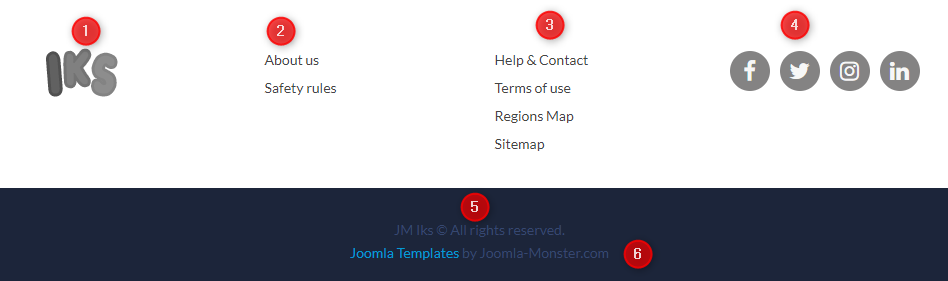 1
2
3
4
IKS
About us
Safety rules
Help & Contact
Terms of use
Regions Map
Sitemap
f
in
5
JM Iks © All rights reserved.
Joomla Templates by Joomla-Monster.com
6